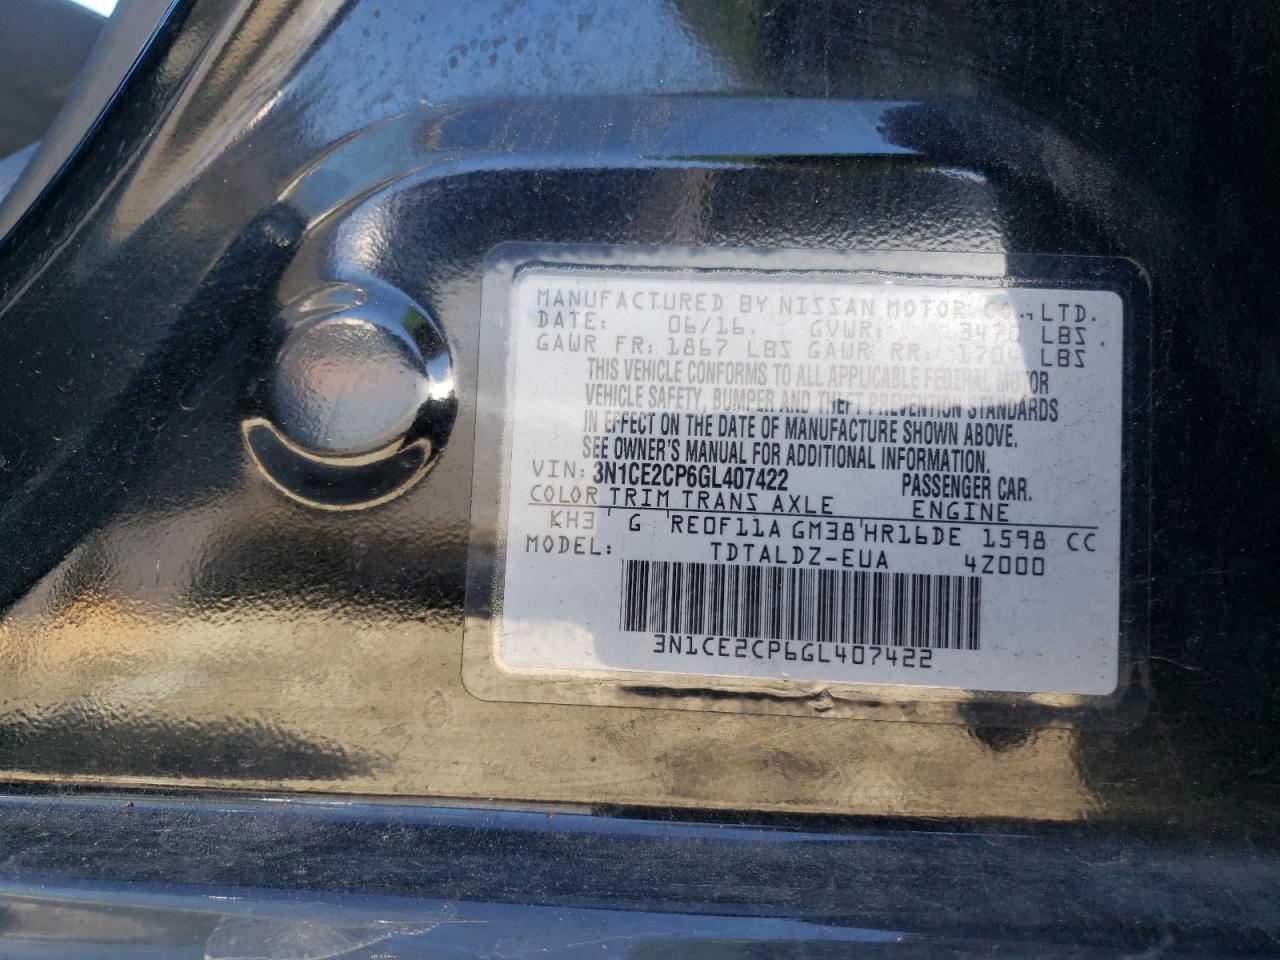 MANUFACTURED BY NISSAN MOTOR CO., LTD.
DATE: 06/16. GVWR: LBS
GAWR FR: 1867 LBS GAWR RR: LBS
THIS VEHICLE CONFORMS TO ALL APPLICABLE FEDERAL MOTOR
VEHICLE SAFETY, BUMPER AND THEFT PREVENTION STANDARDS
IN EFFECT ON THE DATE OF MANUFACTURE SHOWN ABOVE.
SEE OWNER'S MANUAL FOR ADDITIONAL INFORMATION.
VIN: 3N1CE2CP6GL407422 PASSENGER CAR.
COLOR TRIM TRANS AXLE ENGINE
KH3 G RE0F11A GM38 HR16DE 1598 CC
MODEL: TDTALDZ-EUA 4Z000
3N1CE2CP6GL407422